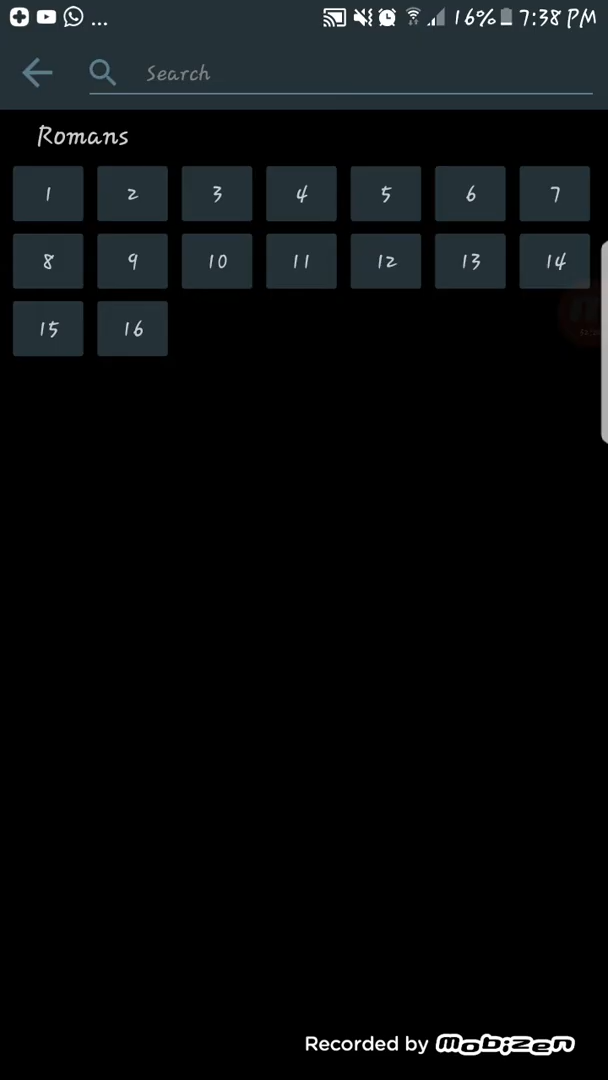 ... 16% 7:38 PM
Search
Romans
1 2 3 4 5 6 7
8 9 10 11 12 13 14
15 16
Recorded by mobizen